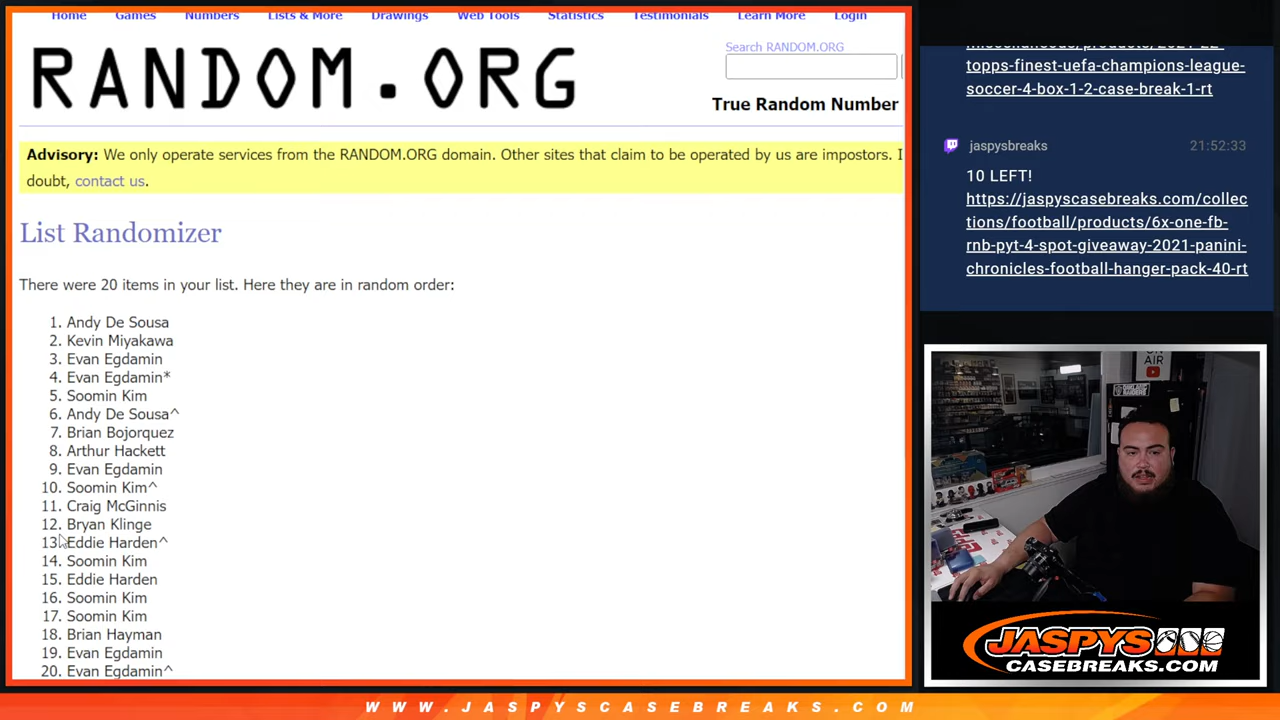 Home Games Numbers Lists & More Drawings Web Tools Statistics Testimonials Learn More Login
RANDOM.ORG
Search RANDOM.ORG
True Random Number
Advisory: We only operate services from the RANDOM.ORG domain. Other sites that claim to be operated by us are impostors. I
doubt, contact us.
List Randomizer
There were 20 items in your list. Here they are in random order:
1. Andy De Sousa
2. Kevin Miyakawa
3. Evan Egdamin
4. Evan Egdamin*
5. Soomin Kim
6. Andy De Sousa^
7. Brian Bojorquez
8. Arthur Hackett
9. Evan Egdamin
10. Soomin Kim^
11. Craig McGinnis
12. Bryan Klinge
13. Eddie Harden^
14. Soomin Kim
15. Eddie Harden
16. Soomin Kim
17. Soomin Kim
18. Brian Hayman
19. Evan Egdamin
20. Evan Egdamin^
miscellaneous/products/2021-22-
topps-finest-uefa-champions-league-
soccer-4-box-1-2-case-break-1-rt
jaspysbreaks 21:52:33
10 LEFT!
https://jaspyscasebreaks.com/collec
tions/football/products/6x-one-fb-
rnb-pyt-4-spot-giveaway-2021-panini-
chronicles-football-hanger-pack-40-rt
ON
AIR
JASPYS
CASEBREAKS.COM
WWW.JASPYSCASEBREAKS.COM